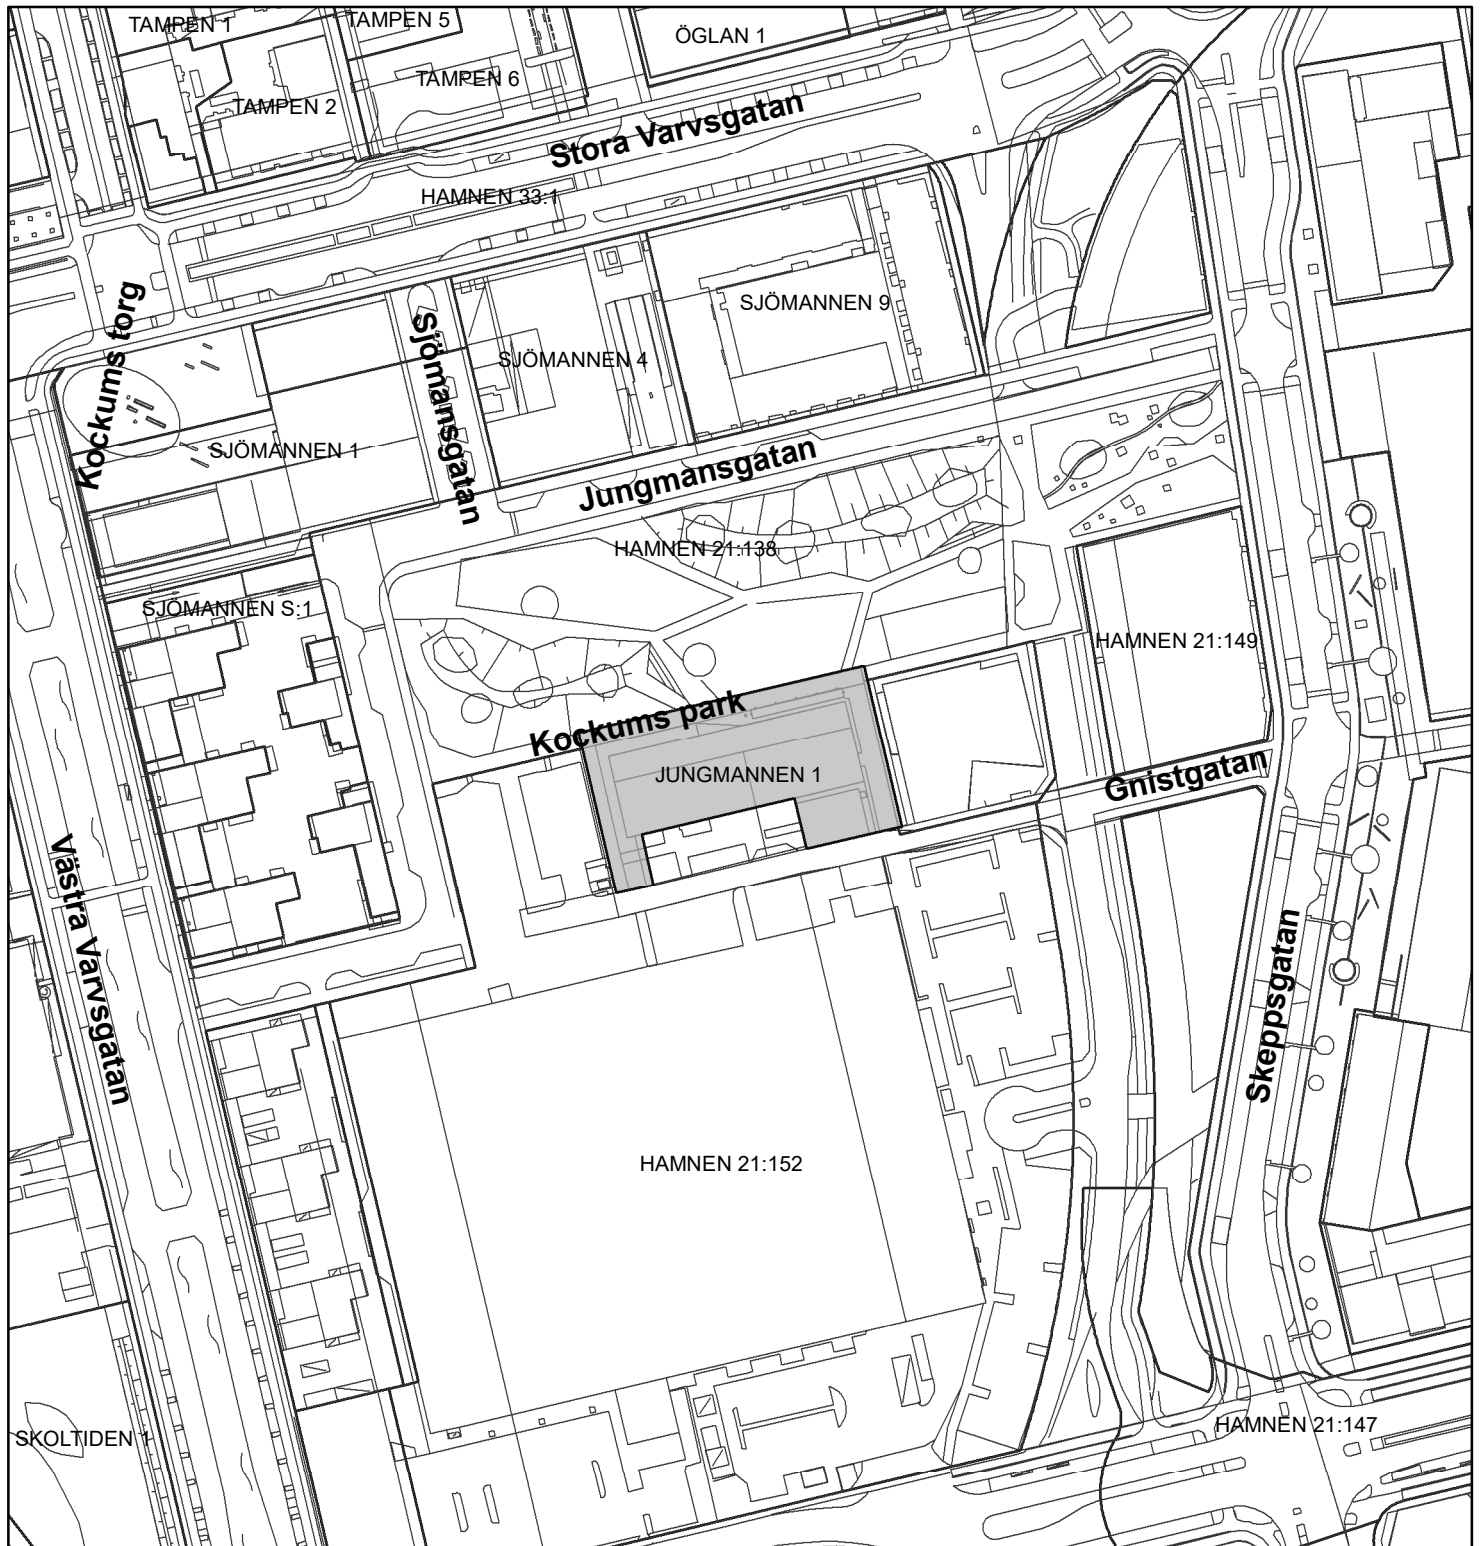 TAMPEN 1
TAMPEN 5
ÖGLAN 1
TAMPEN 6
TAMPEN 2
Stora Varvsgatan
HAMNEN 33:1
SJÖMANNEN 9
Kockums torg
Sjömansgatan
SJÖMANNEN 4
SJÖMANNEN 1
Jungmansgatan
HAMNEN 21:138
SJÖMANNEN S:1
HAMNEN 21:149
Kockums park
JUNGMANNEN 1
Gnistgatan
Västra Varvsgatan
Skeppsgatan
HAMNEN 21:152
HAMNEN 21:147
SKOLTIDEN 1